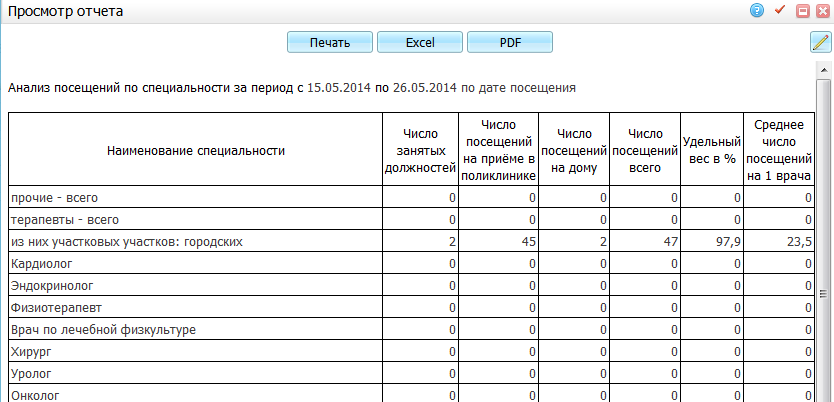 Просмотр отчета
Печать Excel PDF
Анализ посещений по специальности за период с 15.05.2014 по 26.05.2014 по дате посещения
Наименование специальности
Число занятых должностей
Число посещений на приёме в поликлинике
Число посещений на дому
Число посещений всего
Удельный вес в %
Среднее число посещений на 1 врача
прочие - всего 0 0 0 0 0 0
терапевты - всего 0 0 0 0 0 0
из них участковых участков: городских 2 45 2 47 97,9 23,5
Кардиолог 0 0 0 0 0 0
Эндокринолог 0 0 0 0 0 0
Физиотерапевт 0 0 0 0 0 0
Врач по лечебной физкультуре 0 0 0 0 0 0
Хирург 0 0 0 0 0 0
Уролог 0 0 0 0 0 0
Онколог 0 0 0 0 0 0